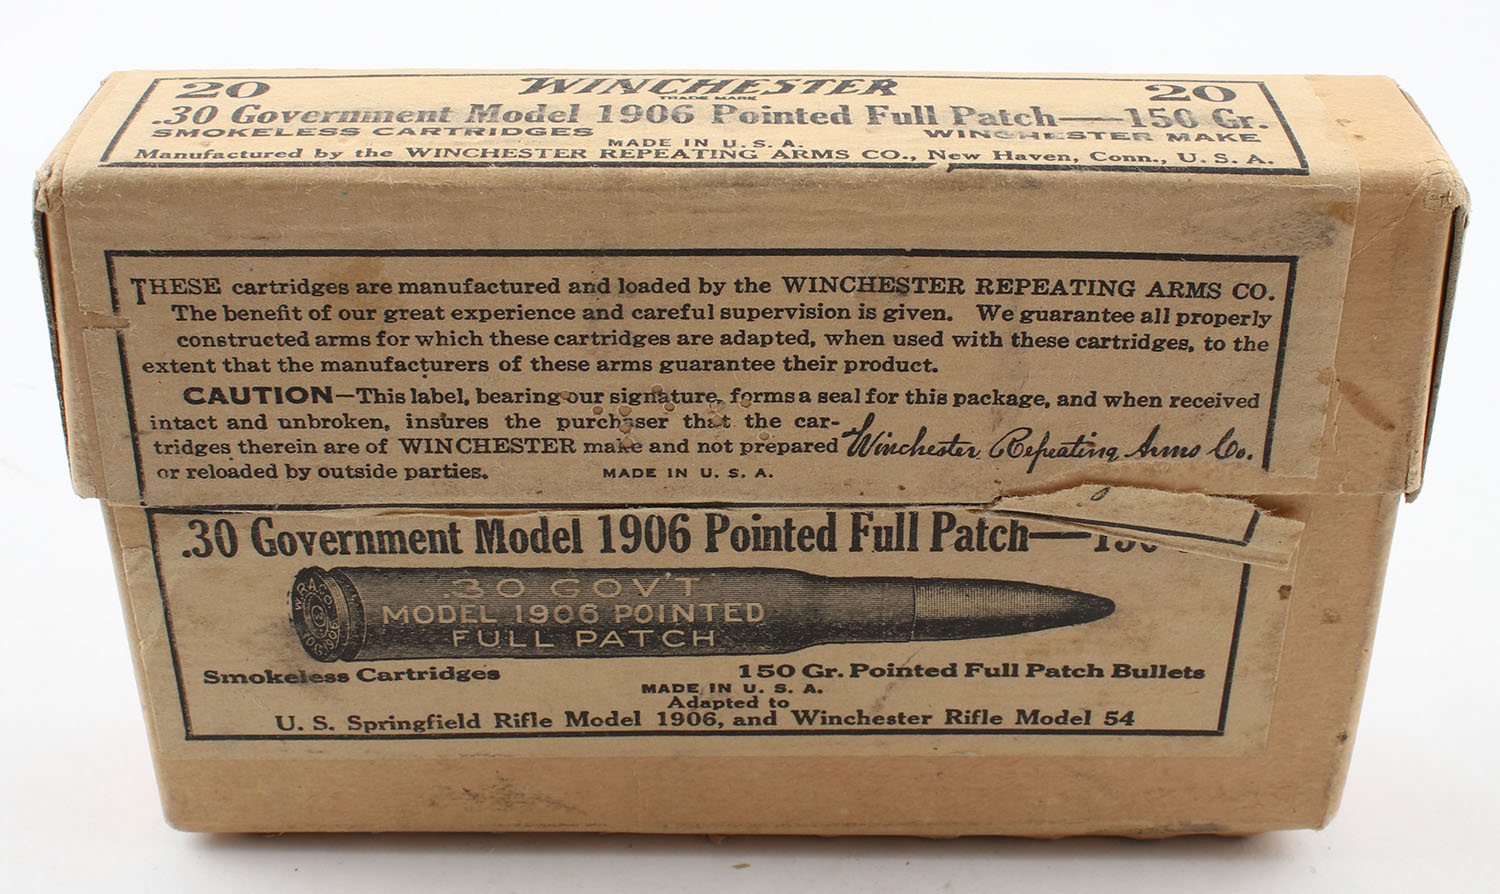 20 WINCHESTER 20
TRADE MARK
.30 Government Model 1906 Pointed Full Patch—150 Gr.
SMOKELESS CARTRIDGES WINCHESTER MAKE
MADE IN U. S. A.
Manufactured by the WINCHESTER REPEATING ARMS CO., New Haven, Conn., U. S. A.
THESE cartridges are manufactured and loaded by the WINCHESTER REPEATING ARMS CO.
The benefit of our great experience and careful supervision is given. We guarantee all properly
constructed arms for which these cartridges are adapted, when used with these cartridges, to the
extent that the manufacturers of these arms guarantee their product.
CAUTION—This label, bearing our signature, forms a seal for this package, and when received
intact and unbroken, insures the purchaser that the car-
tridges therein are of WINCHESTER make and not prepared Winchester Repeating Arms Co.
or reloaded by outside parties. MADE IN U. S. A.
.30 Government Model 1906 Pointed Full Patch—
W.R.A.CO.
30 G. 1906
.30 GOV'T
MODEL 1906 POINTED
FULL PATCH
Smokeless Cartridges 150 Gr. Pointed Full Patch Bullets
MADE IN U. S. A.
Adapted to
U. S. Springfield Rifle Model 1906, and Winchester Rifle Model 54